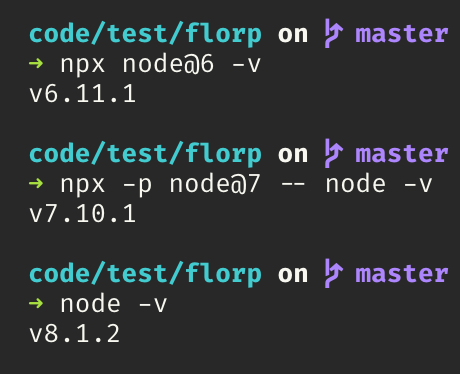 code/test/florp on master
➜ npx node@6 -v
v6.11.1
code/test/florp on master
➜ npx -p node@7 -- node -v
v7.10.1
code/test/florp on master
➜ node -v
v8.1.2